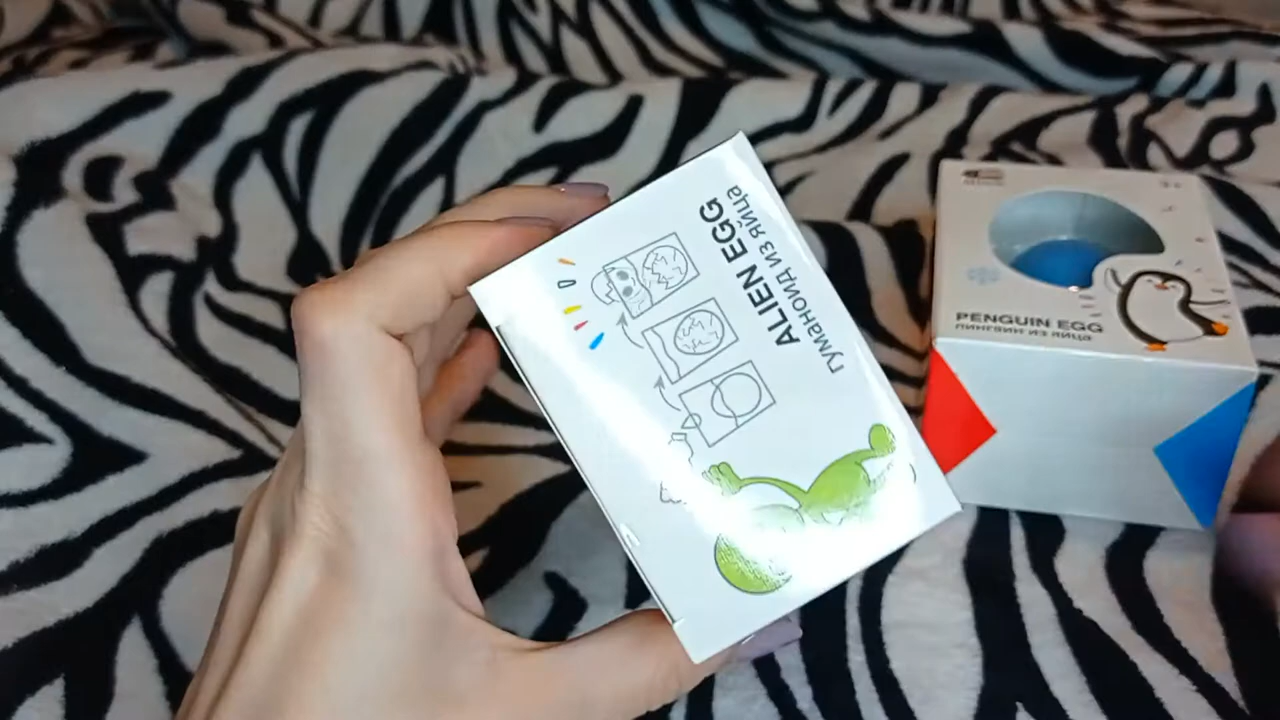 ALIEN EGG
ГУМАНОИД ИЗ ЯЙЦА
PENGUIN EGG
ПИНГВИН ИЗ ЯЙЦА